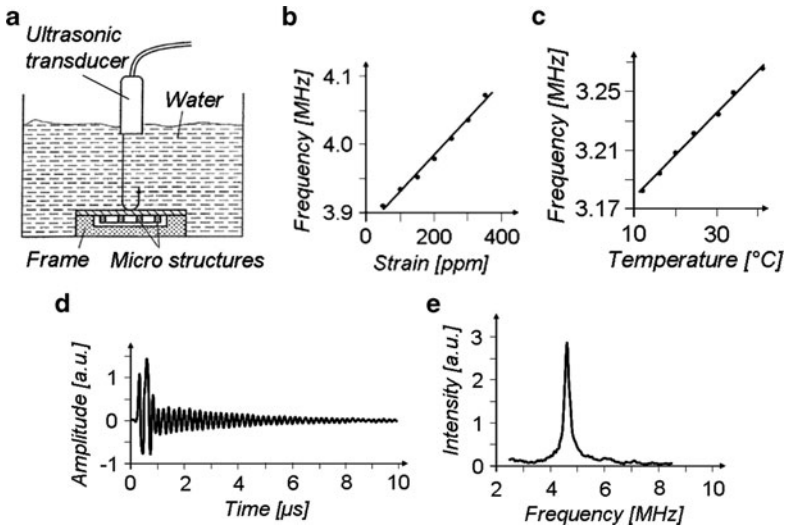 a
Ultrasonic
transducer
Water
Frame
Micro structures
b
Frequency [MHz]
4.1
4.0
3.9
0
200
400
Strain [ppm]
c
Frequency [MHz]
3.25
3.21
3.17
10
30
Temperature [°C]
d
Amplitude [a.u.]
1
0
-1
0
2
4
6
8
10
Time [µs]
e
Intensity [a.u.]
3
2
1
0
2
4
6
8
10
Frequency [MHz]